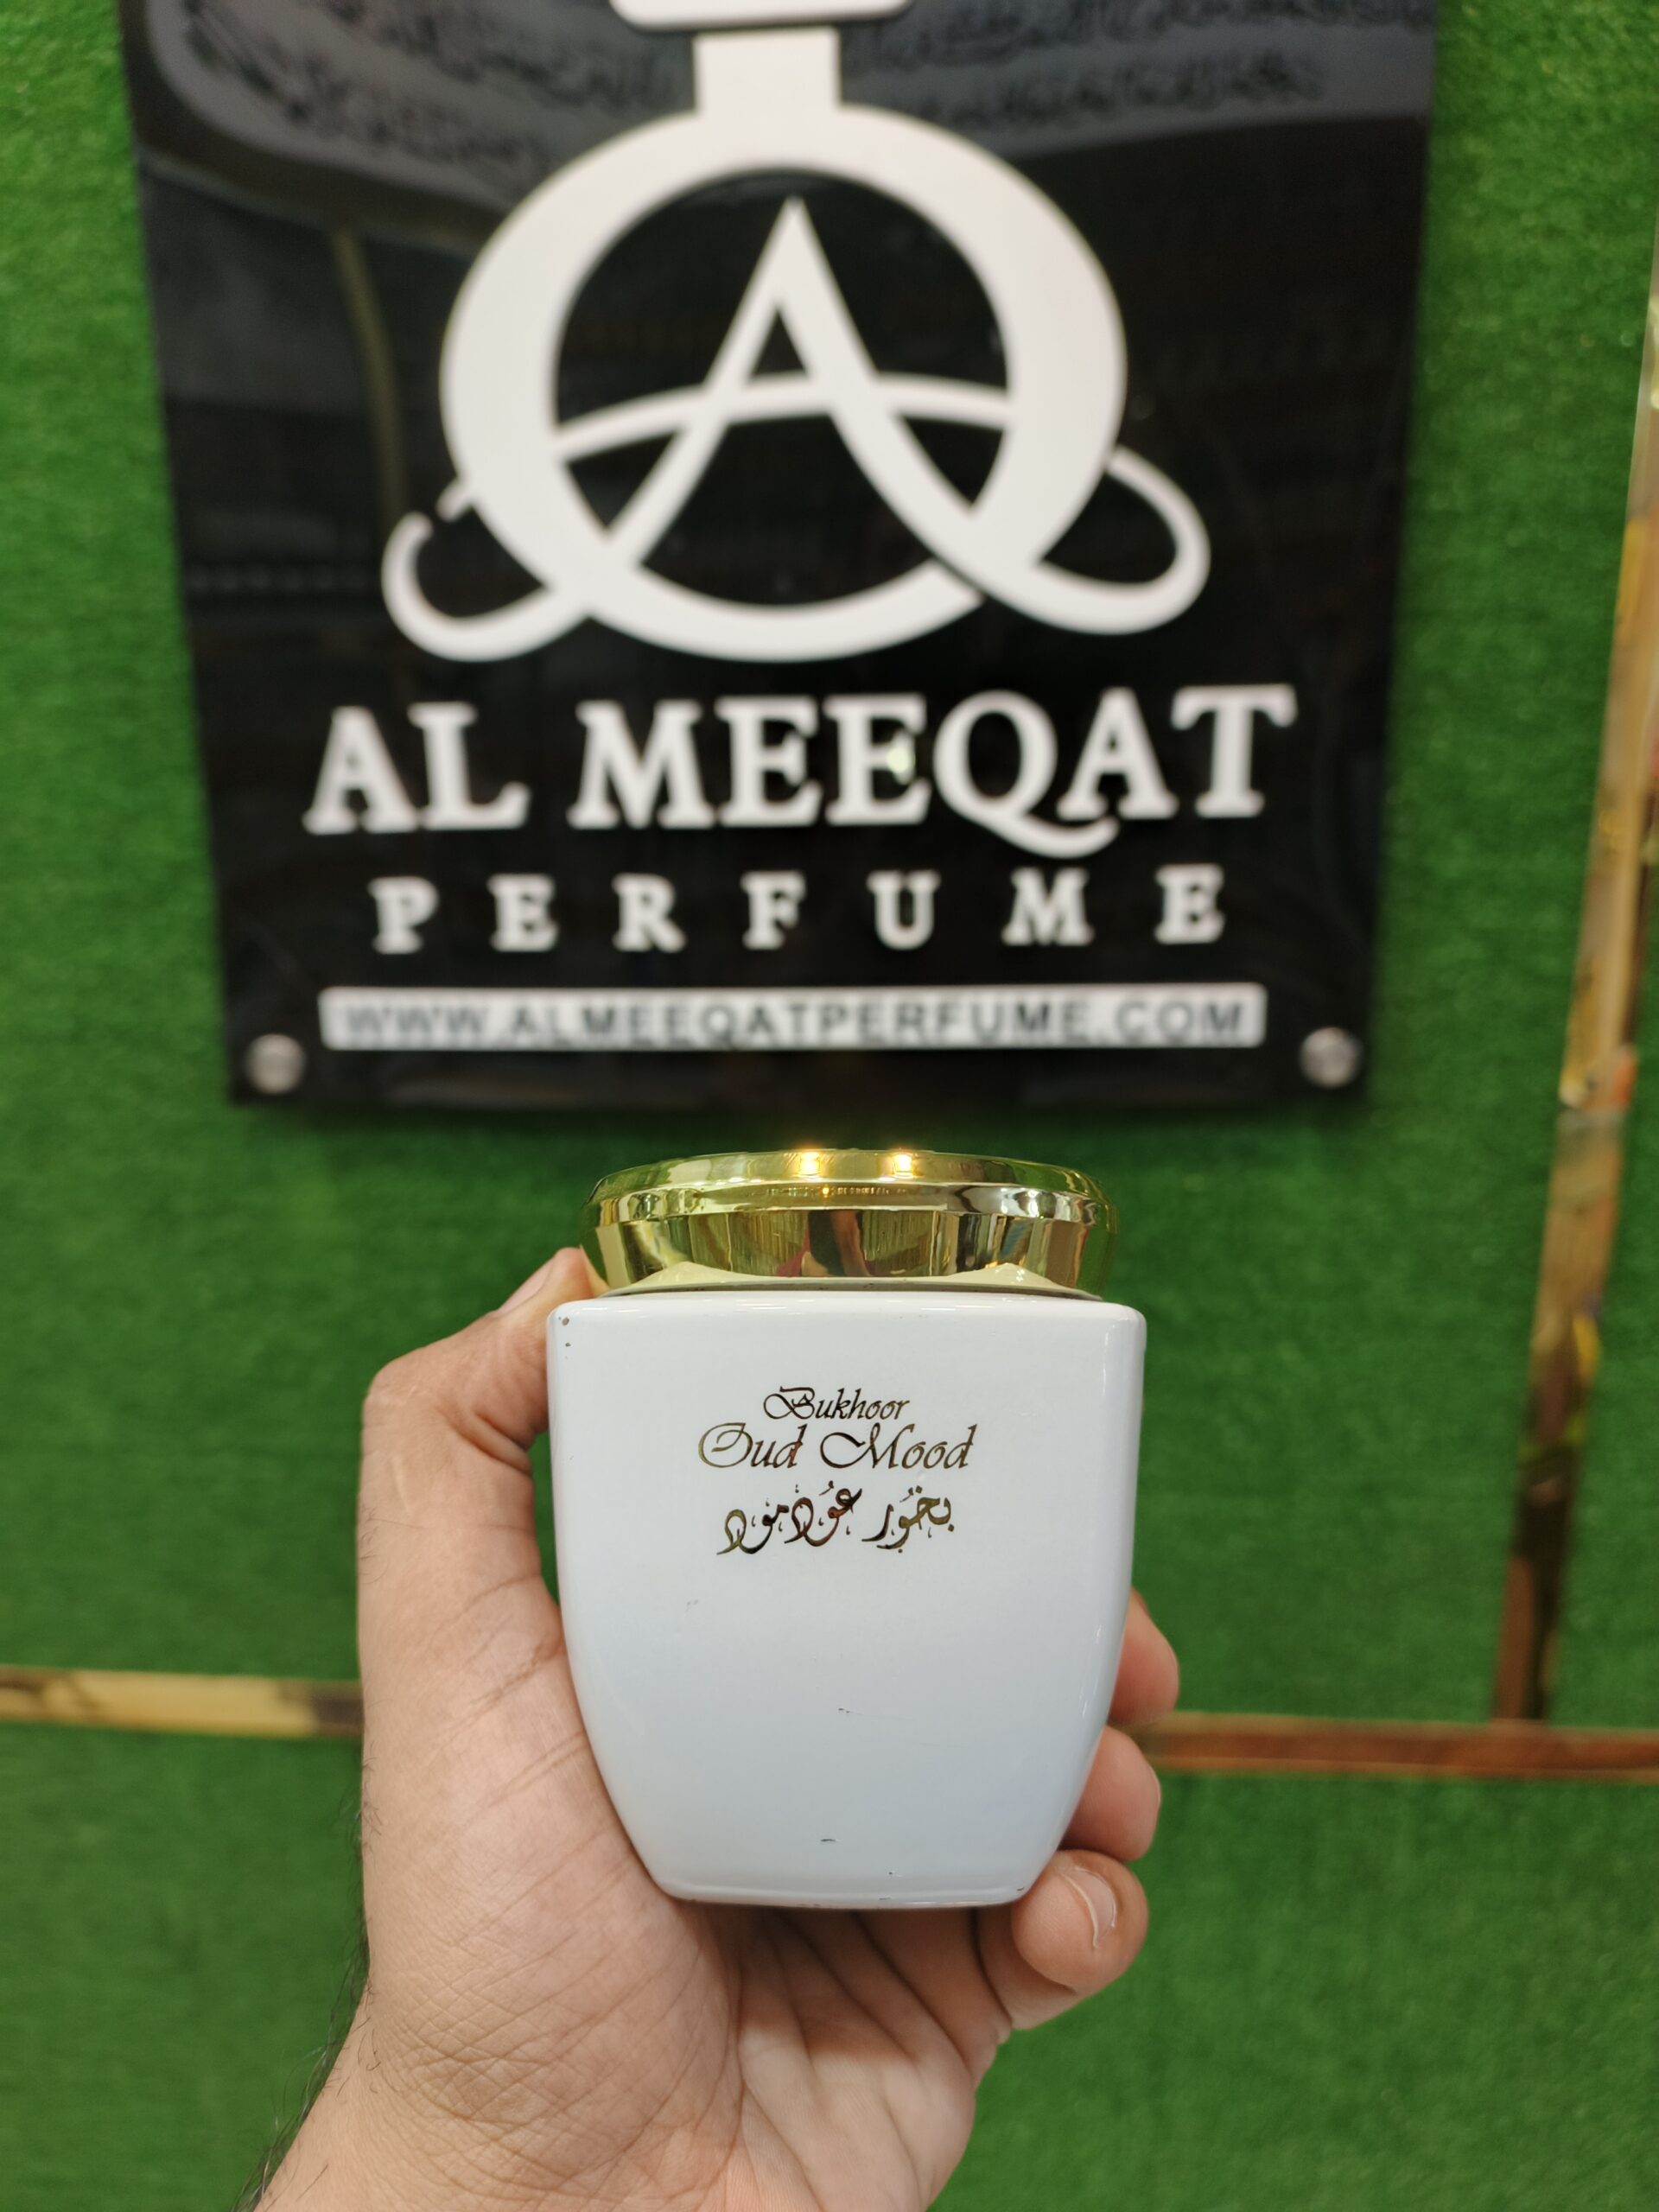 AL MEEQAT
PERFUME
WWW.ALMEEQATPERFUME.COM
Bukhoor
Oud Mood
بخور عود مود